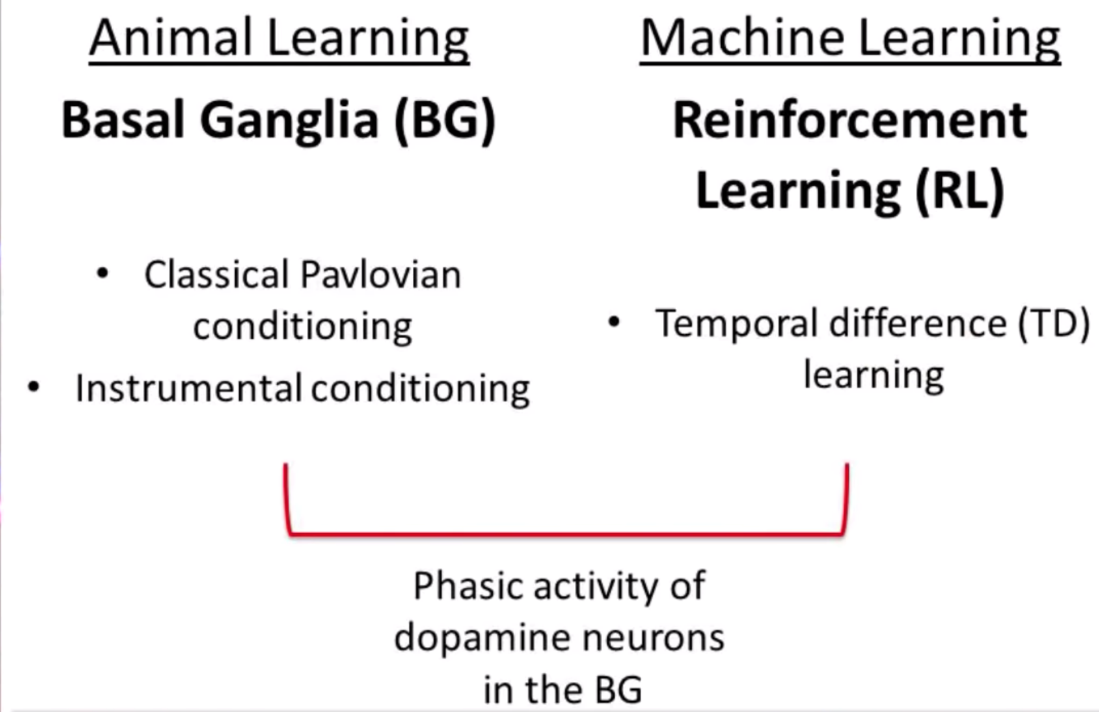 Animal Learning
Basal Ganglia (BG)
• Classical Pavlovian
conditioning
• Instrumental conditioning
Machine Learning
Reinforcement
Learning (RL)
• Temporal difference (TD)
learning
Phasic activity of
dopamine neurons
in the BG